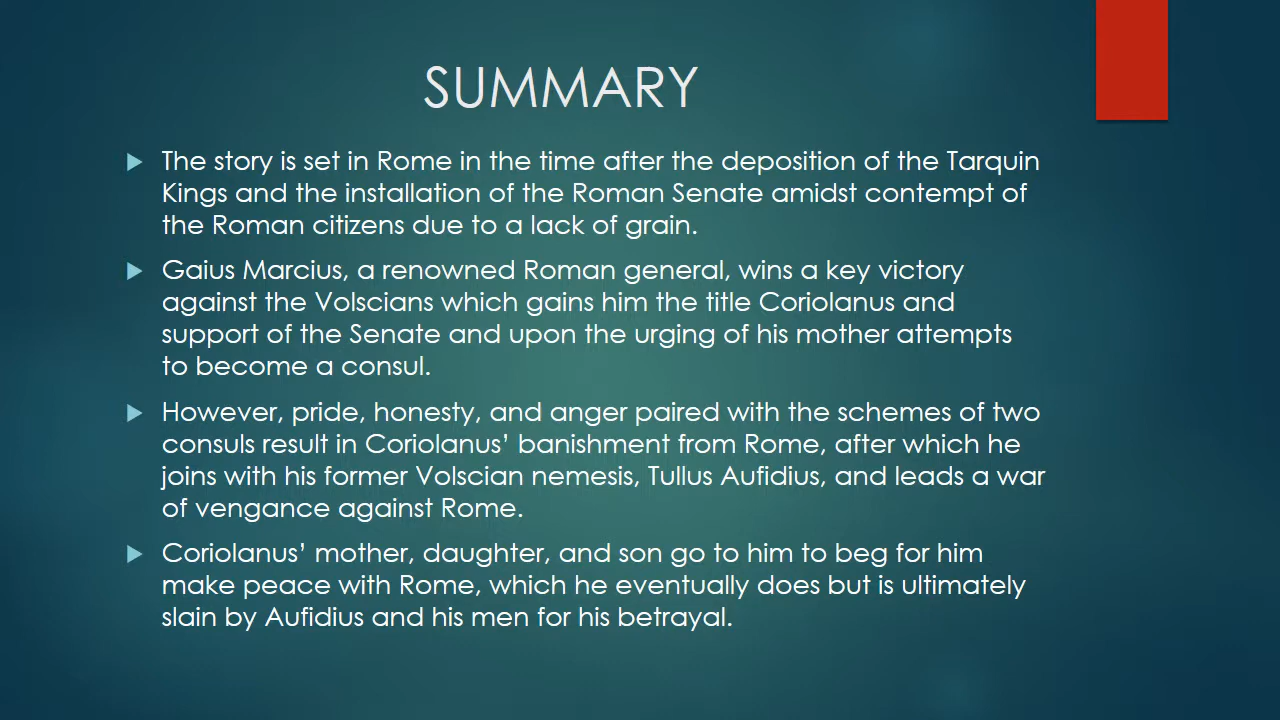 SUMMARY
The story is set in Rome in the time after the deposition of the Tarquin
Kings and the installation of the Roman Senate amidst contempt of
the Roman citizens due to a lack of grain.
Gaius Marcius, a renowned Roman general, wins a key victory
against the Volscians which gains him the title Coriolanus and
support of the Senate and upon the urging of his mother attempts
to become a consul.
However, pride, honesty, and anger paired with the schemes of two
consuls result in Coriolanus’ banishment from Rome, after which he
joins with his former Volscian nemesis, Tullus Aufidius, and leads a war
of vengance against Rome.
Coriolanus’ mother, daughter, and son go to him to beg for him
make peace with Rome, which he eventually does but is ultimately
slain by Aufidius and his men for his betrayal.